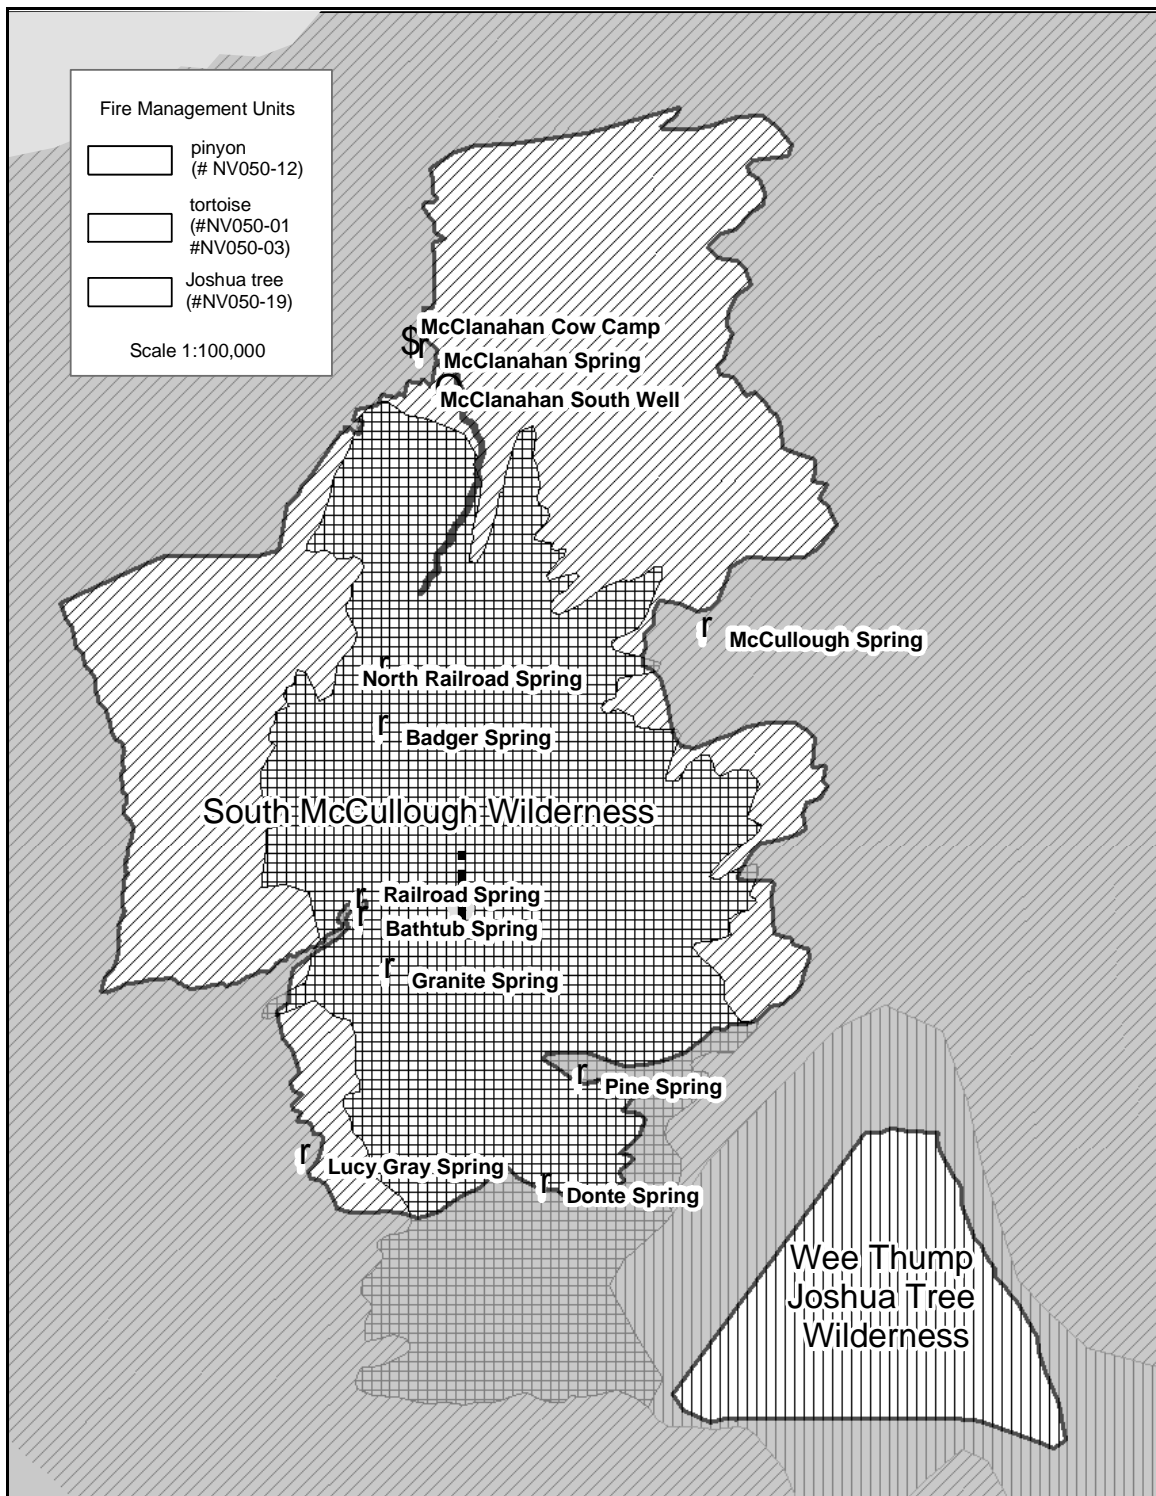 Fire Management Units
pinyon
(# NV050-12)
tortoise
(#NV050-01
#NV050-03)
Joshua tree
(#NV050-19)
Scale 1:100,000
McClanahan Cow Camp
$
r
McClanahan Spring
McClanahan South Well
r
McCullough Spring
r
North Railroad Spring
r
Badger Spring
South McCullough Wilderness
r
Railroad Spring
r
Bathtub Spring
r
Granite Spring
r
Pine Spring
r
Lucy Gray Spring
r
Donte Spring
Wee Thump
Joshua Tree
Wilderness